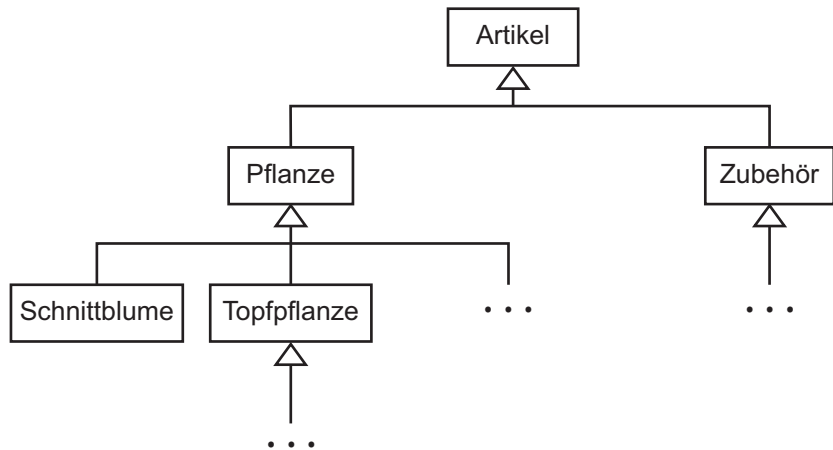 Artikel
Pflanze
Zubehör
Schnittblume
Topfpflanze
. . .
. . .
. . .